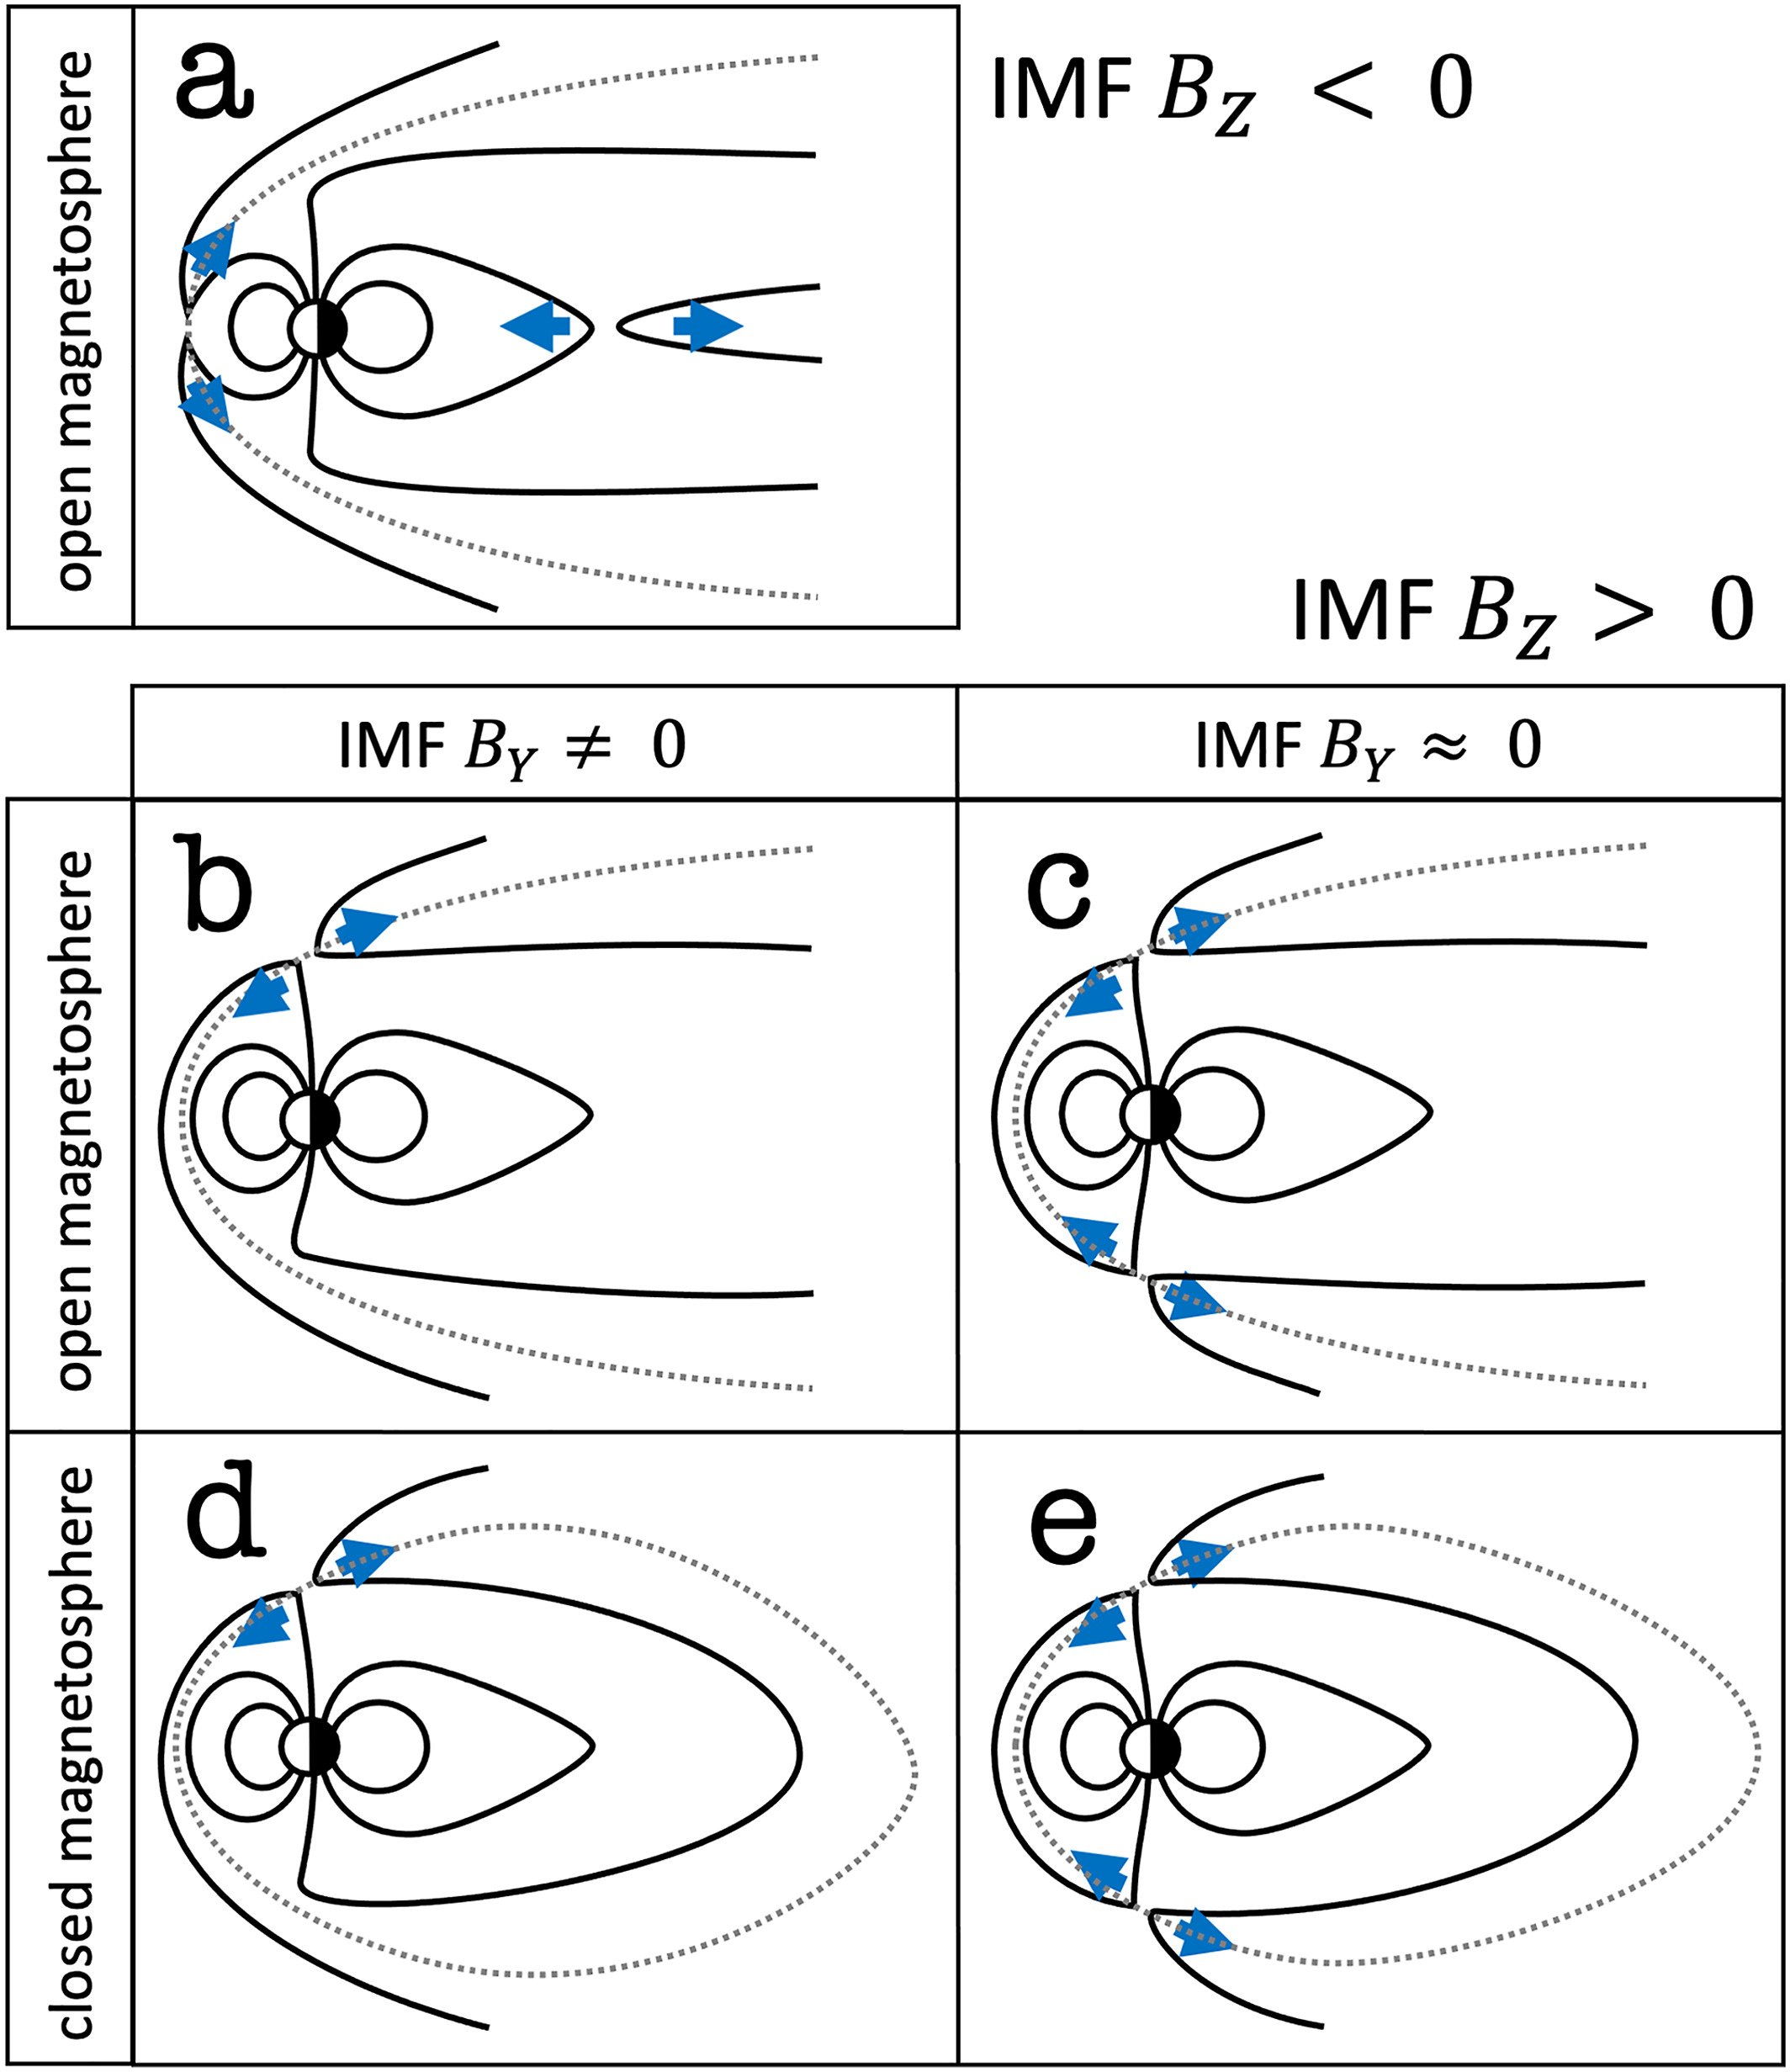 open magnetosphere
a
IMF B_Z < 0
IMF B_Z > 0
IMF B_Y ≠ 0
IMF B_Y ≈ 0
open magnetosphere
b
c
closed magnetosphere
d
e